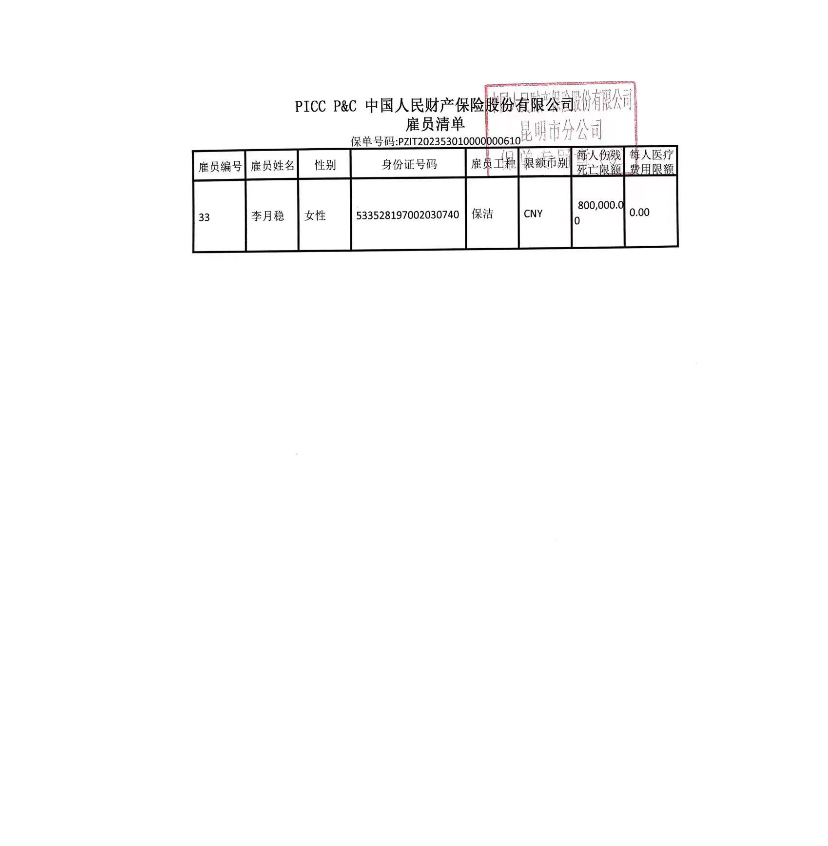 PICC P&C 中国人民财产保险股份有限公司
雇员清单
保单号码:PZIT202353010000000610
中国人民财产保险股份有限公司
昆明市分公司
雇员编号 雇员姓名 性别 身份证号码 雇员工种 限额币别 每人伤残死亡限额 每人医疗费用限额
33 李月稳 女性 533528197002030740 保洁 CNY 800,000.00 0.00